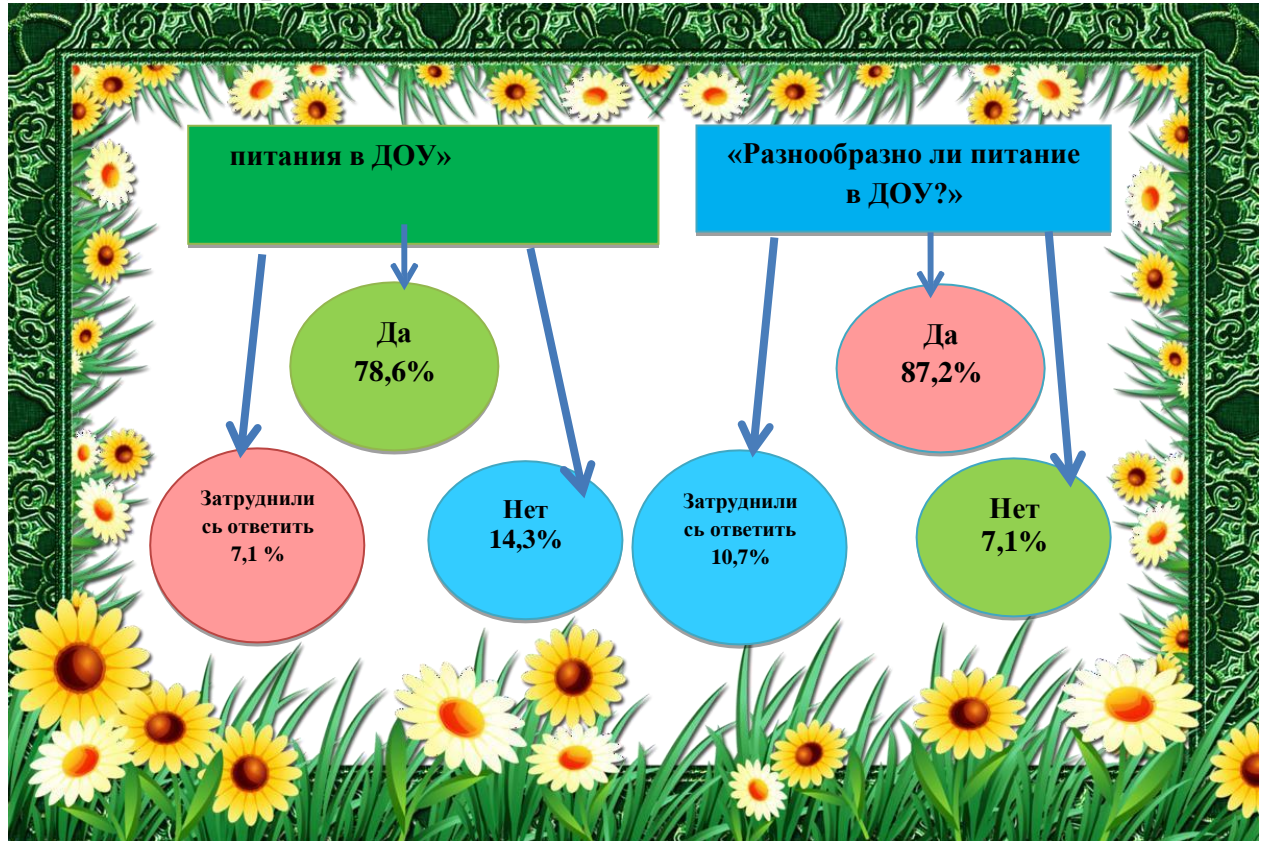 питания в ДОУ»
Да
78,6%
Затруднили
сь ответить
7,1 %
Нет
14,3%
«Разнообразно ли питание
в ДОУ?»
Да
87,2%
Затруднили
сь ответить
10,7%
Нет
7,1%